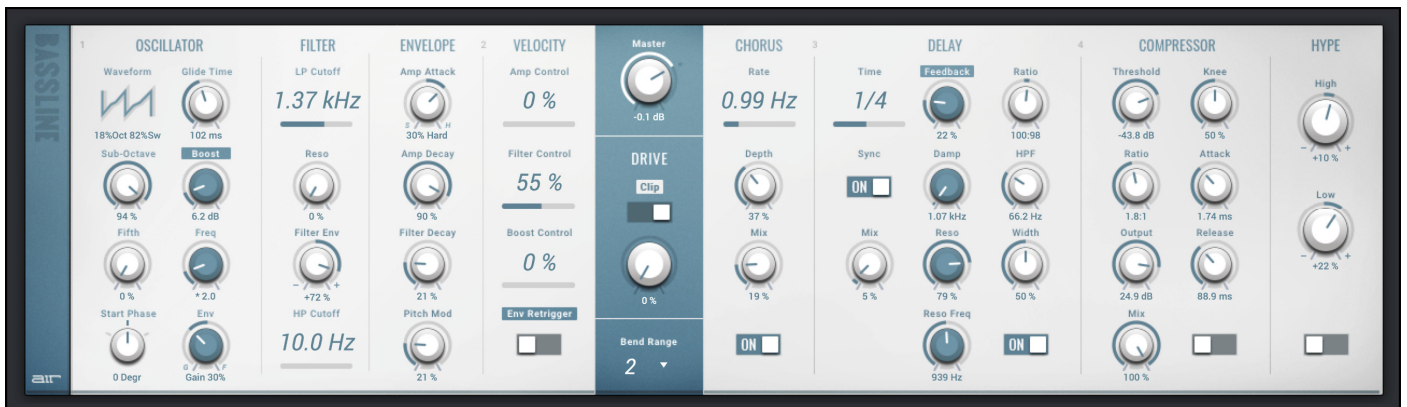 BASSLINE
1 OSCILLATOR FILTER ENVELOPE 2 VELOCITY Master CHORUS 3 DELAY 4 COMPRESSOR HYPE
Waveform Glide Time LP Cutoff Amp Attack Amp Control Rate Time Feedback Ratio Threshold Knee High
1.37 kHz 0 % 0.99 Hz 1/4
S H
18%Oct 82%Sw 102 ms 30% Hard -0.1 dB 22 % 100:98 -43.8 dB 50 %
Sub-Octave Boost Reso Amp Decay Filter Control DRIVE Depth Sync Damp HPF Ratio Attack
- +
+10 %
55 % Clip ON
94 % 6.2 dB 0 % 90 % 37 % 1.07 kHz 66.2 Hz 1.8:1 1.74 ms
Low
Fifth Freq Filter Env Filter Decay Boost Control Mix Mix Reso Width Output Release
0 %
- +
- +
+22 %
0 % * 2.0 +72 % 21 % 0 % 19 % 5 % 79 % 50 % 24.9 dB 88.9 ms
Start Phase Env HP Cutoff Pitch Mod Env Retrigger Reso Freq Mix
10.0 Hz Bend Range ON ON
2
G F
air 0 Degr Gain 30% 21 % 939 Hz 100 %